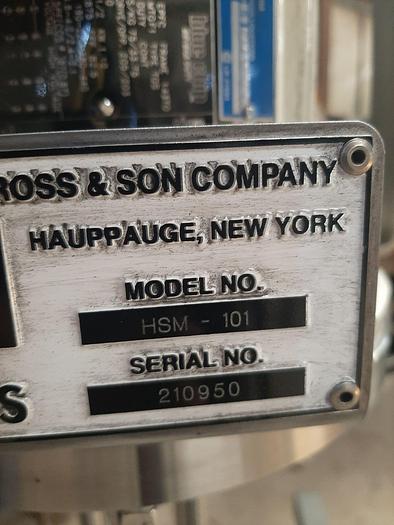 ROSS & SON COMPANY
HAUPPAUGE, NEW YORK
MODEL NO.
HSM - 101
SERIAL NO.
210950
S